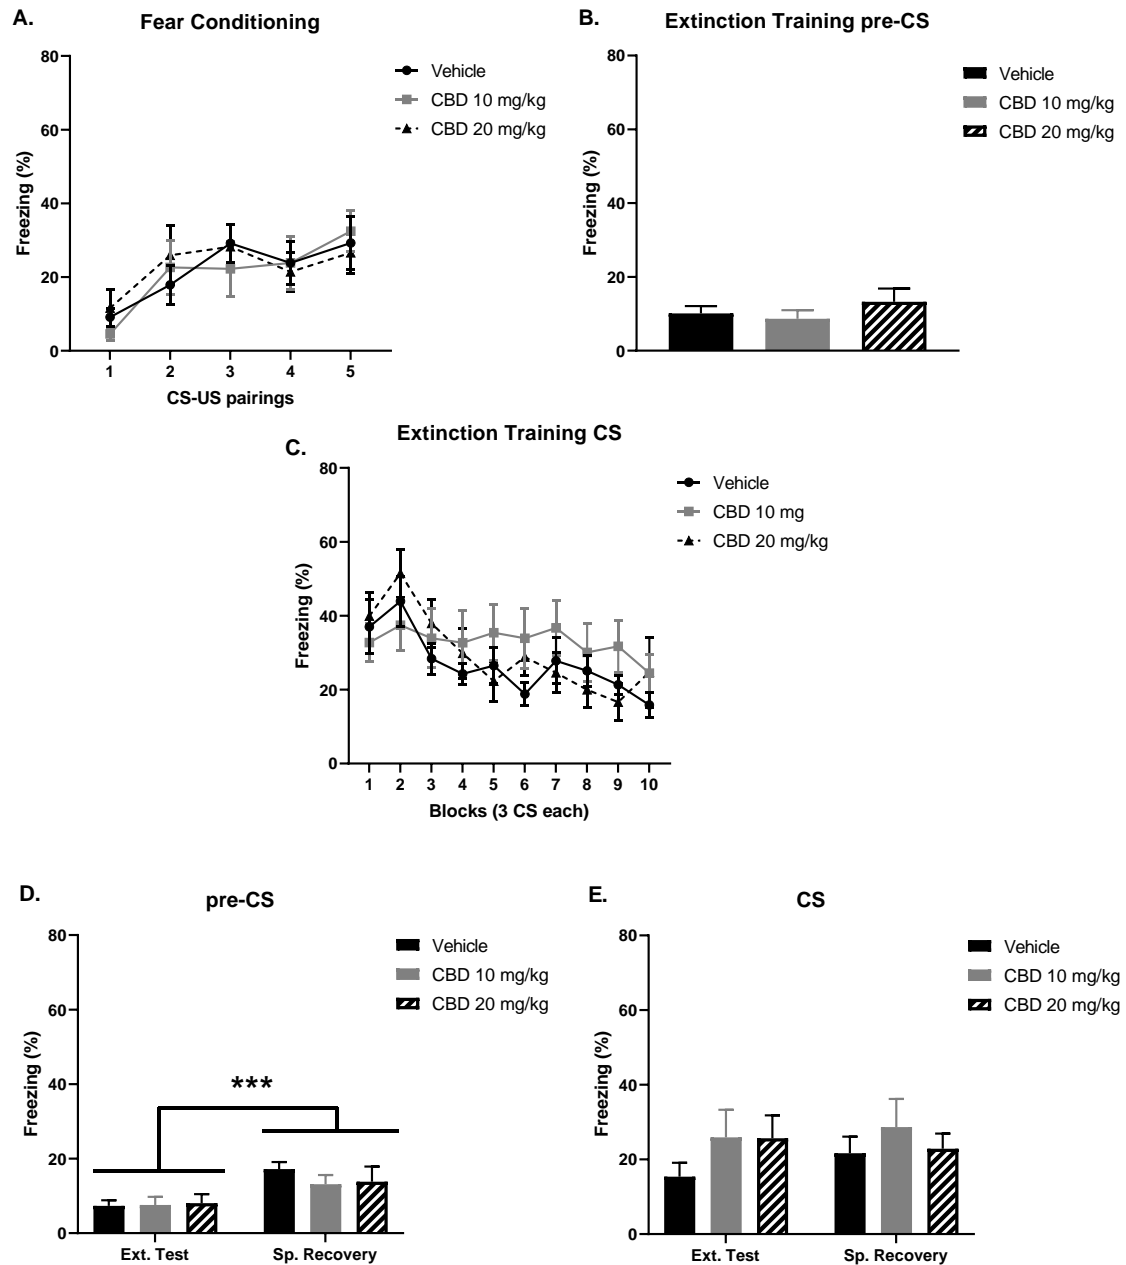 A.
Fear Conditioning
80
60
40
20
0
Freezing (%)
1 2 3 4 5
CS-US pairings
Vehicle
CBD 10 mg/kg
CBD 20 mg/kg
B.
Extinction Training pre-CS
80
60
40
20
0
Freezing (%)
Vehicle
CBD 10 mg/kg
CBD 20 mg/kg
C.
Extinction Training CS
80
60
40
20
0
Freezing (%)
1 2 3 4 5 6 7 8 9 10
Blocks (3 CS each)
Vehicle
CBD 10 mg
CBD 20 mg/kg
D.
pre-CS
80
60
40
20
0
Freezing (%)
***
Ext. Test Sp. Recovery
Vehicle
CBD 10 mg/kg
CBD 20 mg/kg
E.
CS
80
60
40
20
0
Freezing (%)
Ext. Test Sp. Recovery
Vehicle
CBD 10 mg/kg
CBD 20 mg/kg